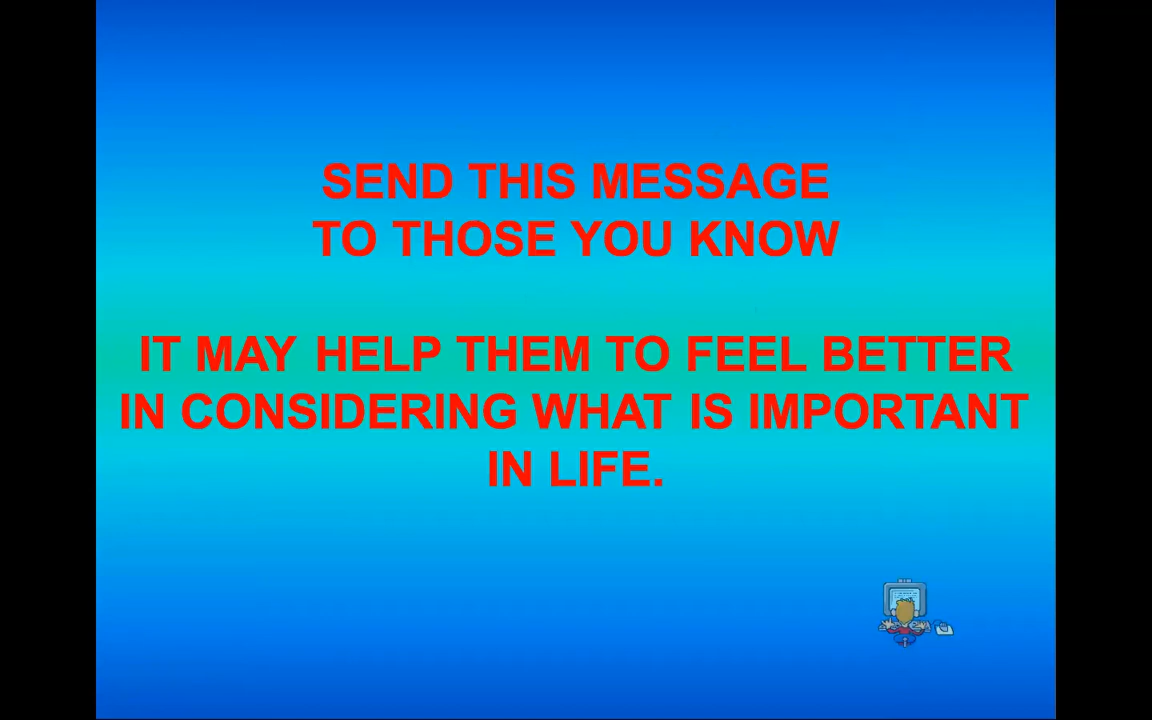 SEND THIS MESSAGE
TO THOSE YOU KNOW
IT MAY HELP THEM TO FEEL BETTER
IN CONSIDERING WHAT IS IMPORTANT
IN LIFE.